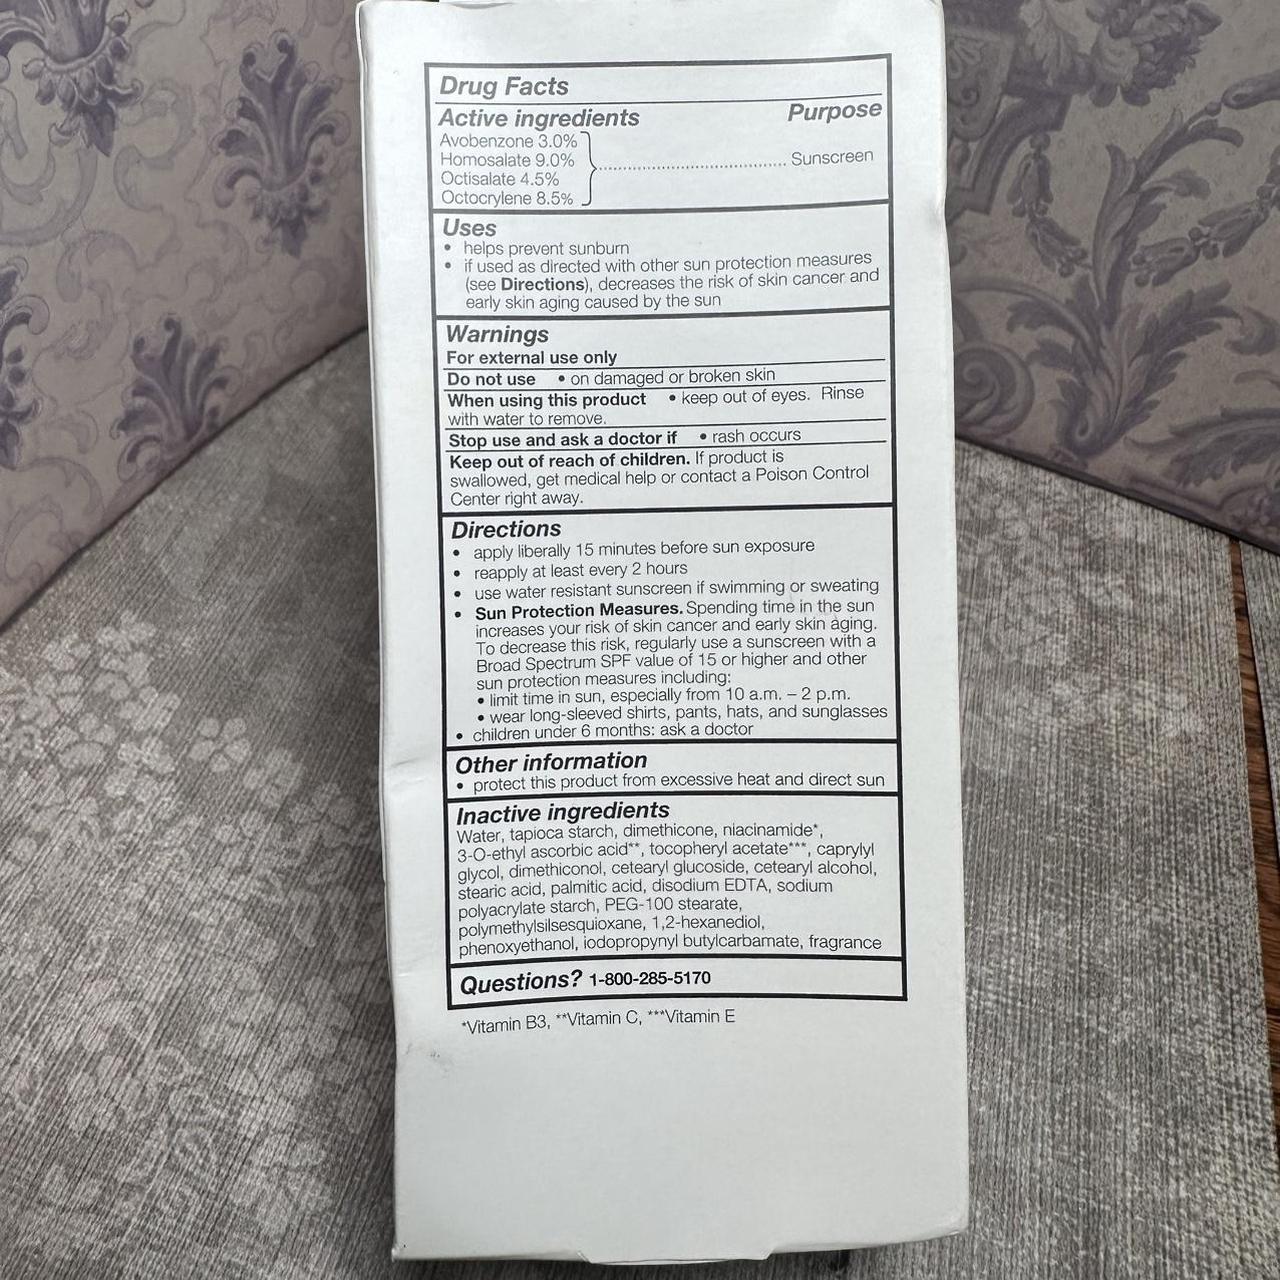 Drug Facts
Active ingredients Purpose
Avobenzone 3.0%
Homosalate 9.0% ........................................ Sunscreen
Octisalate 4.5%
Octocrylene 8.5%
Uses
• helps prevent sunburn
• if used as directed with other sun protection measures
(see Directions), decreases the risk of skin cancer and
early skin aging caused by the sun
Warnings
For external use only
Do not use • on damaged or broken skin
When using this product • keep out of eyes. Rinse
with water to remove.
Stop use and ask a doctor if • rash occurs
Keep out of reach of children. If product is
swallowed, get medical help or contact a Poison Control
Center right away.
Directions
• apply liberally 15 minutes before sun exposure
• reapply at least every 2 hours
• use water resistant sunscreen if swimming or sweating
• Sun Protection Measures. Spending time in the sun
increases your risk of skin cancer and early skin aging.
To decrease this risk, regularly use a sunscreen with a
Broad Spectrum SPF value of 15 or higher and other
sun protection measures including:
• limit time in sun, especially from 10 a.m. – 2 p.m.
• wear long-sleeved shirts, pants, hats, and sunglasses
• children under 6 months: ask a doctor
Other information
• protect this product from excessive heat and direct sun
Inactive ingredients
Water, tapioca starch, dimethicone, niacinamide*,
3-O-ethyl ascorbic acid**, tocopheryl acetate***, caprylyl
glycol, dimethiconol, cetearyl glucoside, cetearyl alcohol,
stearic acid, palmitic acid, disodium EDTA, sodium
polyacrylate starch, PEG-100 stearate,
polymethylsilsesquioxane, 1,2-hexanediol,
phenoxyethanol, iodopropynyl butylcarbamate, fragrance
Questions? 1-800-285-5170
*Vitamin B3, **Vitamin C, ***Vitamin E